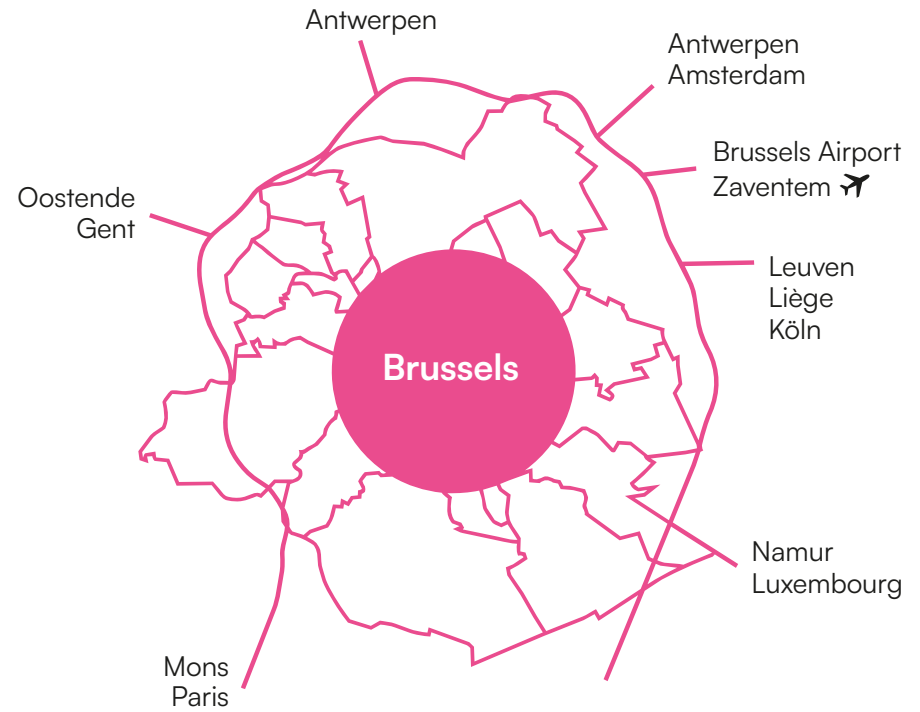 Antwerpen
Antwerpen
Amsterdam
Brussels Airport
Zaventem
Oostende
Gent
Leuven
Liège
Köln
Brussels
Namur
Luxembourg
Mons
Paris